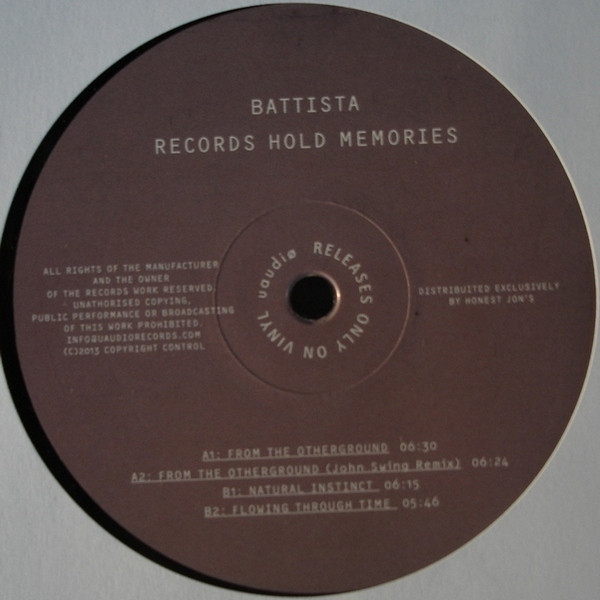 BATTISTA
RECORDS HOLD MEMORIES
uaudiø RELEASES ONLY ON VINYL
ALL RIGHTS OF THE MANUFACTURER
AND THE OWNER
OF THE RECORDS WORK RESERVED.
UNATHORISED COPYING,
PUBLIC PERFORMANCE OR BROADCASTING
OF THIS WORK PROHIBITED.
INFO@UAUDIORECORDS.COM
(C)2013 COPYRIGHT CONTROL
DISTRIBUITED EXCLUSIVELY
BY HONEST JON'S
A1: FROM THE OTHERGROUND 06:30
A2: FROM THE OTHERGROUND (John Swing Remix) 06:24
B1: NATURAL INSTINCT 06:15
B2: FLOWING THROUGH TIME 05:46